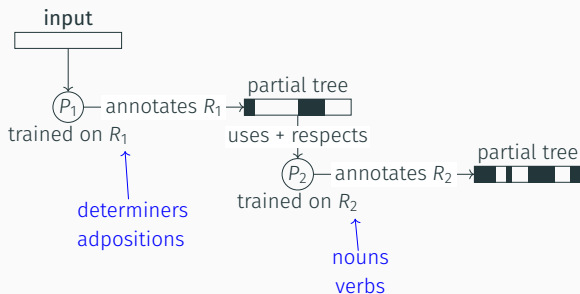 input
P₁ annotates R₁ partial tree
trained on R₁
uses + respects
P₂ annotates R₂ partial tree
trained on R₂
determiners
adpositions
nouns
verbs